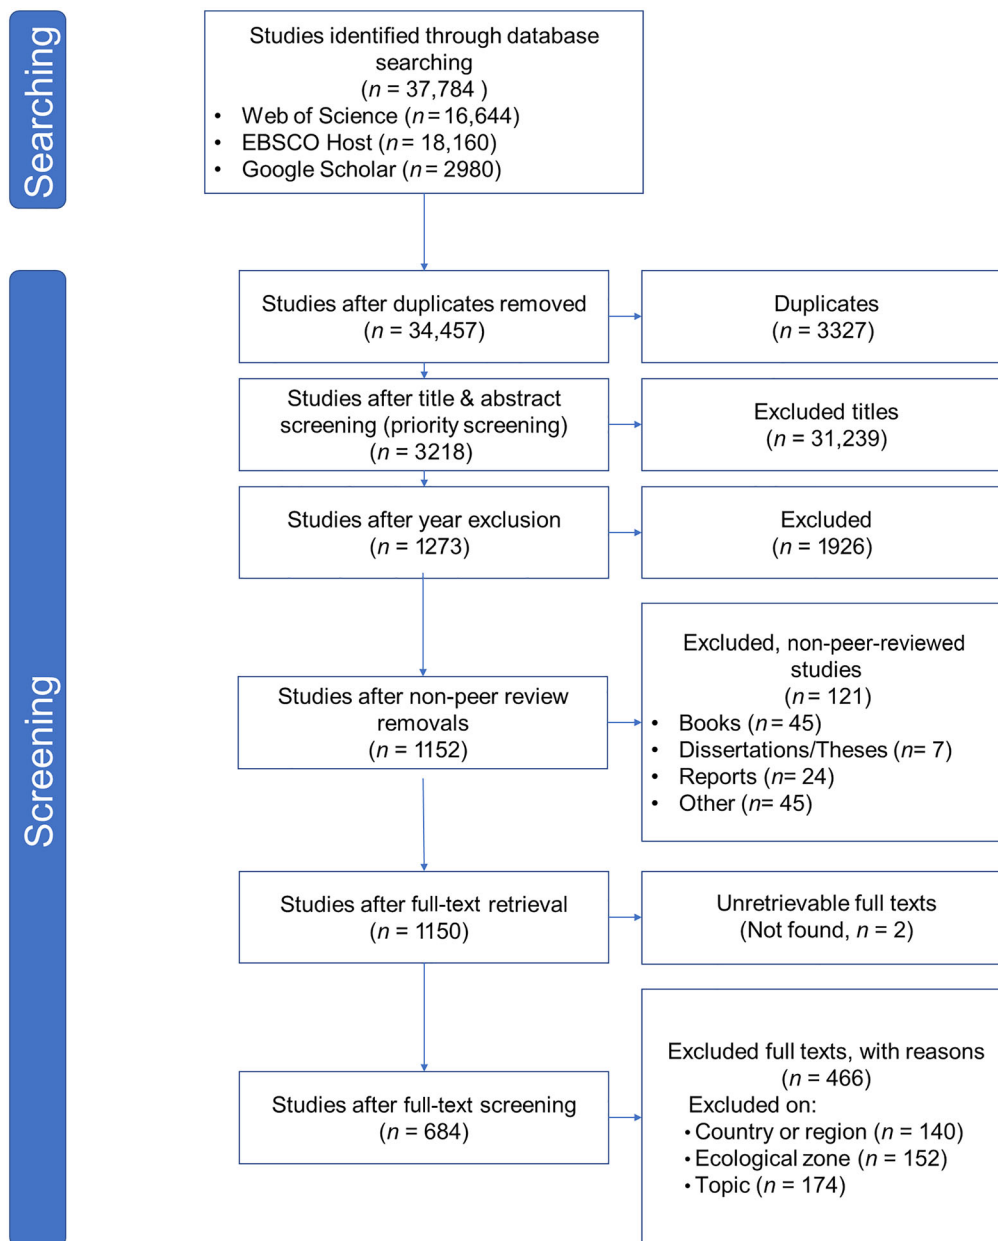 Searching
Studies identified through database
searching
(n = 37,784 )
• Web of Science (n = 16,644)
• EBSCO Host (n = 18,160)
• Google Scholar (n = 2980)
Screening
Studies after duplicates removed
(n = 34,457)
Duplicates
(n = 3327)
Studies after title & abstract
screening (priority screening)
(n = 3218)
Excluded titles
(n = 31,239)
Studies after year exclusion
(n = 1273)
Excluded
(n = 1926)
Studies after non-peer review
removals
(n = 1152)
Excluded, non-peer-reviewed
studies
(n = 121)
• Books (n = 45)
• Dissertations/Theses (n= 7)
• Reports (n= 24)
• Other (n= 45)
Studies after full-text retrieval
(n = 1150)
Unretrievable full texts
(Not found, n = 2)
Studies after full-text screening
(n = 684)
Excluded full texts, with reasons
(n = 466)
Excluded on:
• Country or region (n = 140)
• Ecological zone (n = 152)
• Topic (n = 174)